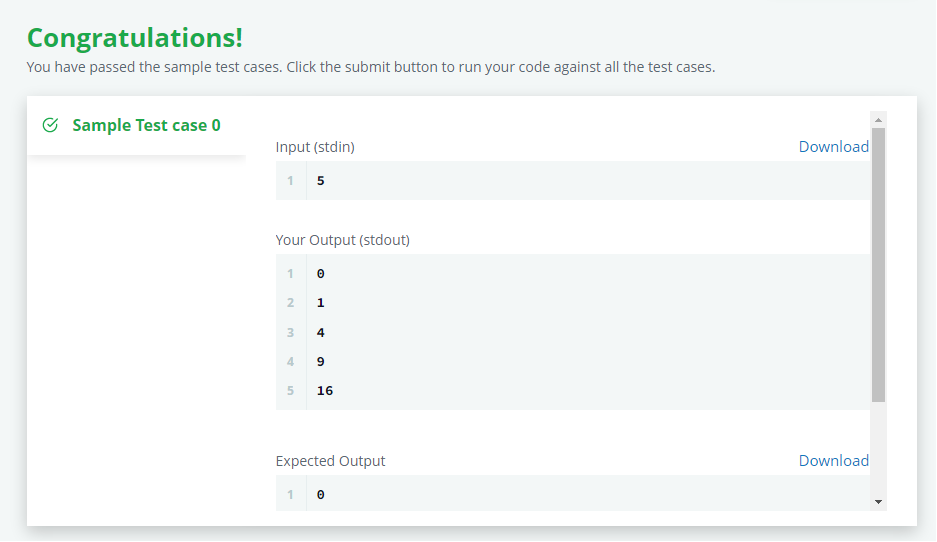 Congratulations!
You have passed the sample test cases. Click the submit button to run your code against all the test cases.
Sample Test case 0
Input (stdin) Download
1 5
Your Output (stdout)
1 0
2 1
3 4
4 9
5 16
Expected Output Download
1 0